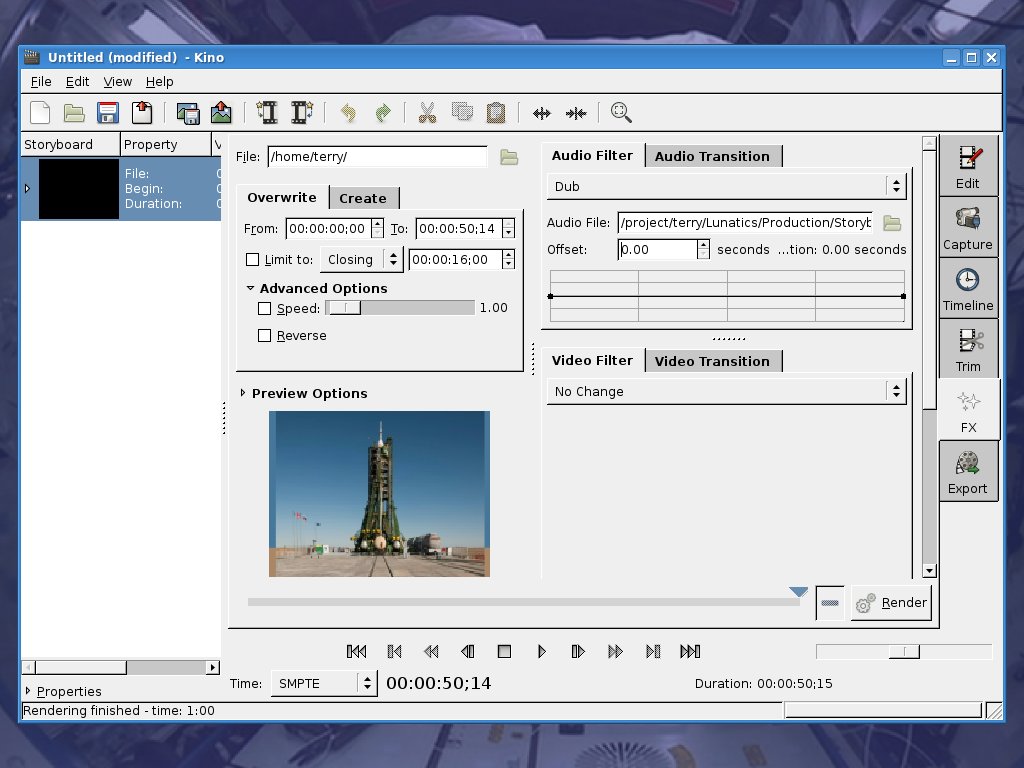 Untitled (modified) - Kino
File Edit View Help
Storyboard Property V
File: 0
Begin: 0
Duration: 0
File: /home/terry/
Overwrite Create
From: 00:00:00;00 To: 00:00:50;14
Limit to: Closing 00:00:16;00
Advanced Options
Speed: 1.00
Reverse
Preview Options
Audio Filter Audio Transition
Dub
Audio File: /project/terry/Lunatics/Production/Storyb
Offset: 0.00 seconds ...tion: 0.00 seconds
Video Filter Video Transition
No Change
Edit
Capture
Timeline
Trim
FX
Export
Render
Time: SMPTE 00:00:50;14 Duration: 00:00:50;15
Properties
Rendering finished - time: 1:00